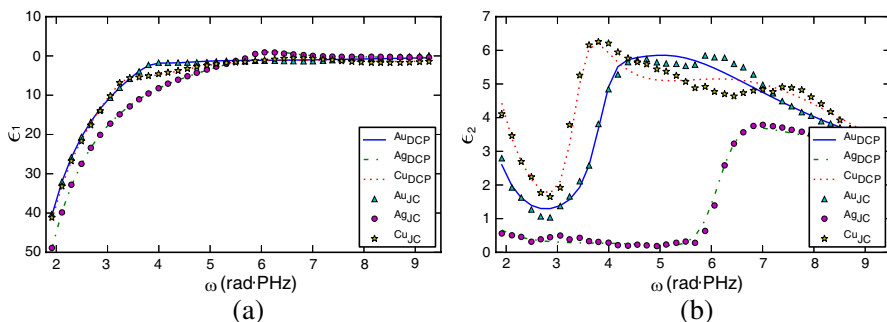 10
0
10
20
30
40
50
ϵ1
2 3 4 5 6 7 8 9
ω (rad·PHz)
AuDCP
AgDCP
CuDCP
AuJC
AgJC
CuJC
(a)
7
6
5
4
3
2
1
0
ϵ2
2 3 4 5 6 7 8 9
ω (rad·PHz)
AuDCP
AgDCP
CuDCP
AuJC
AgJC
CuJC
(b)